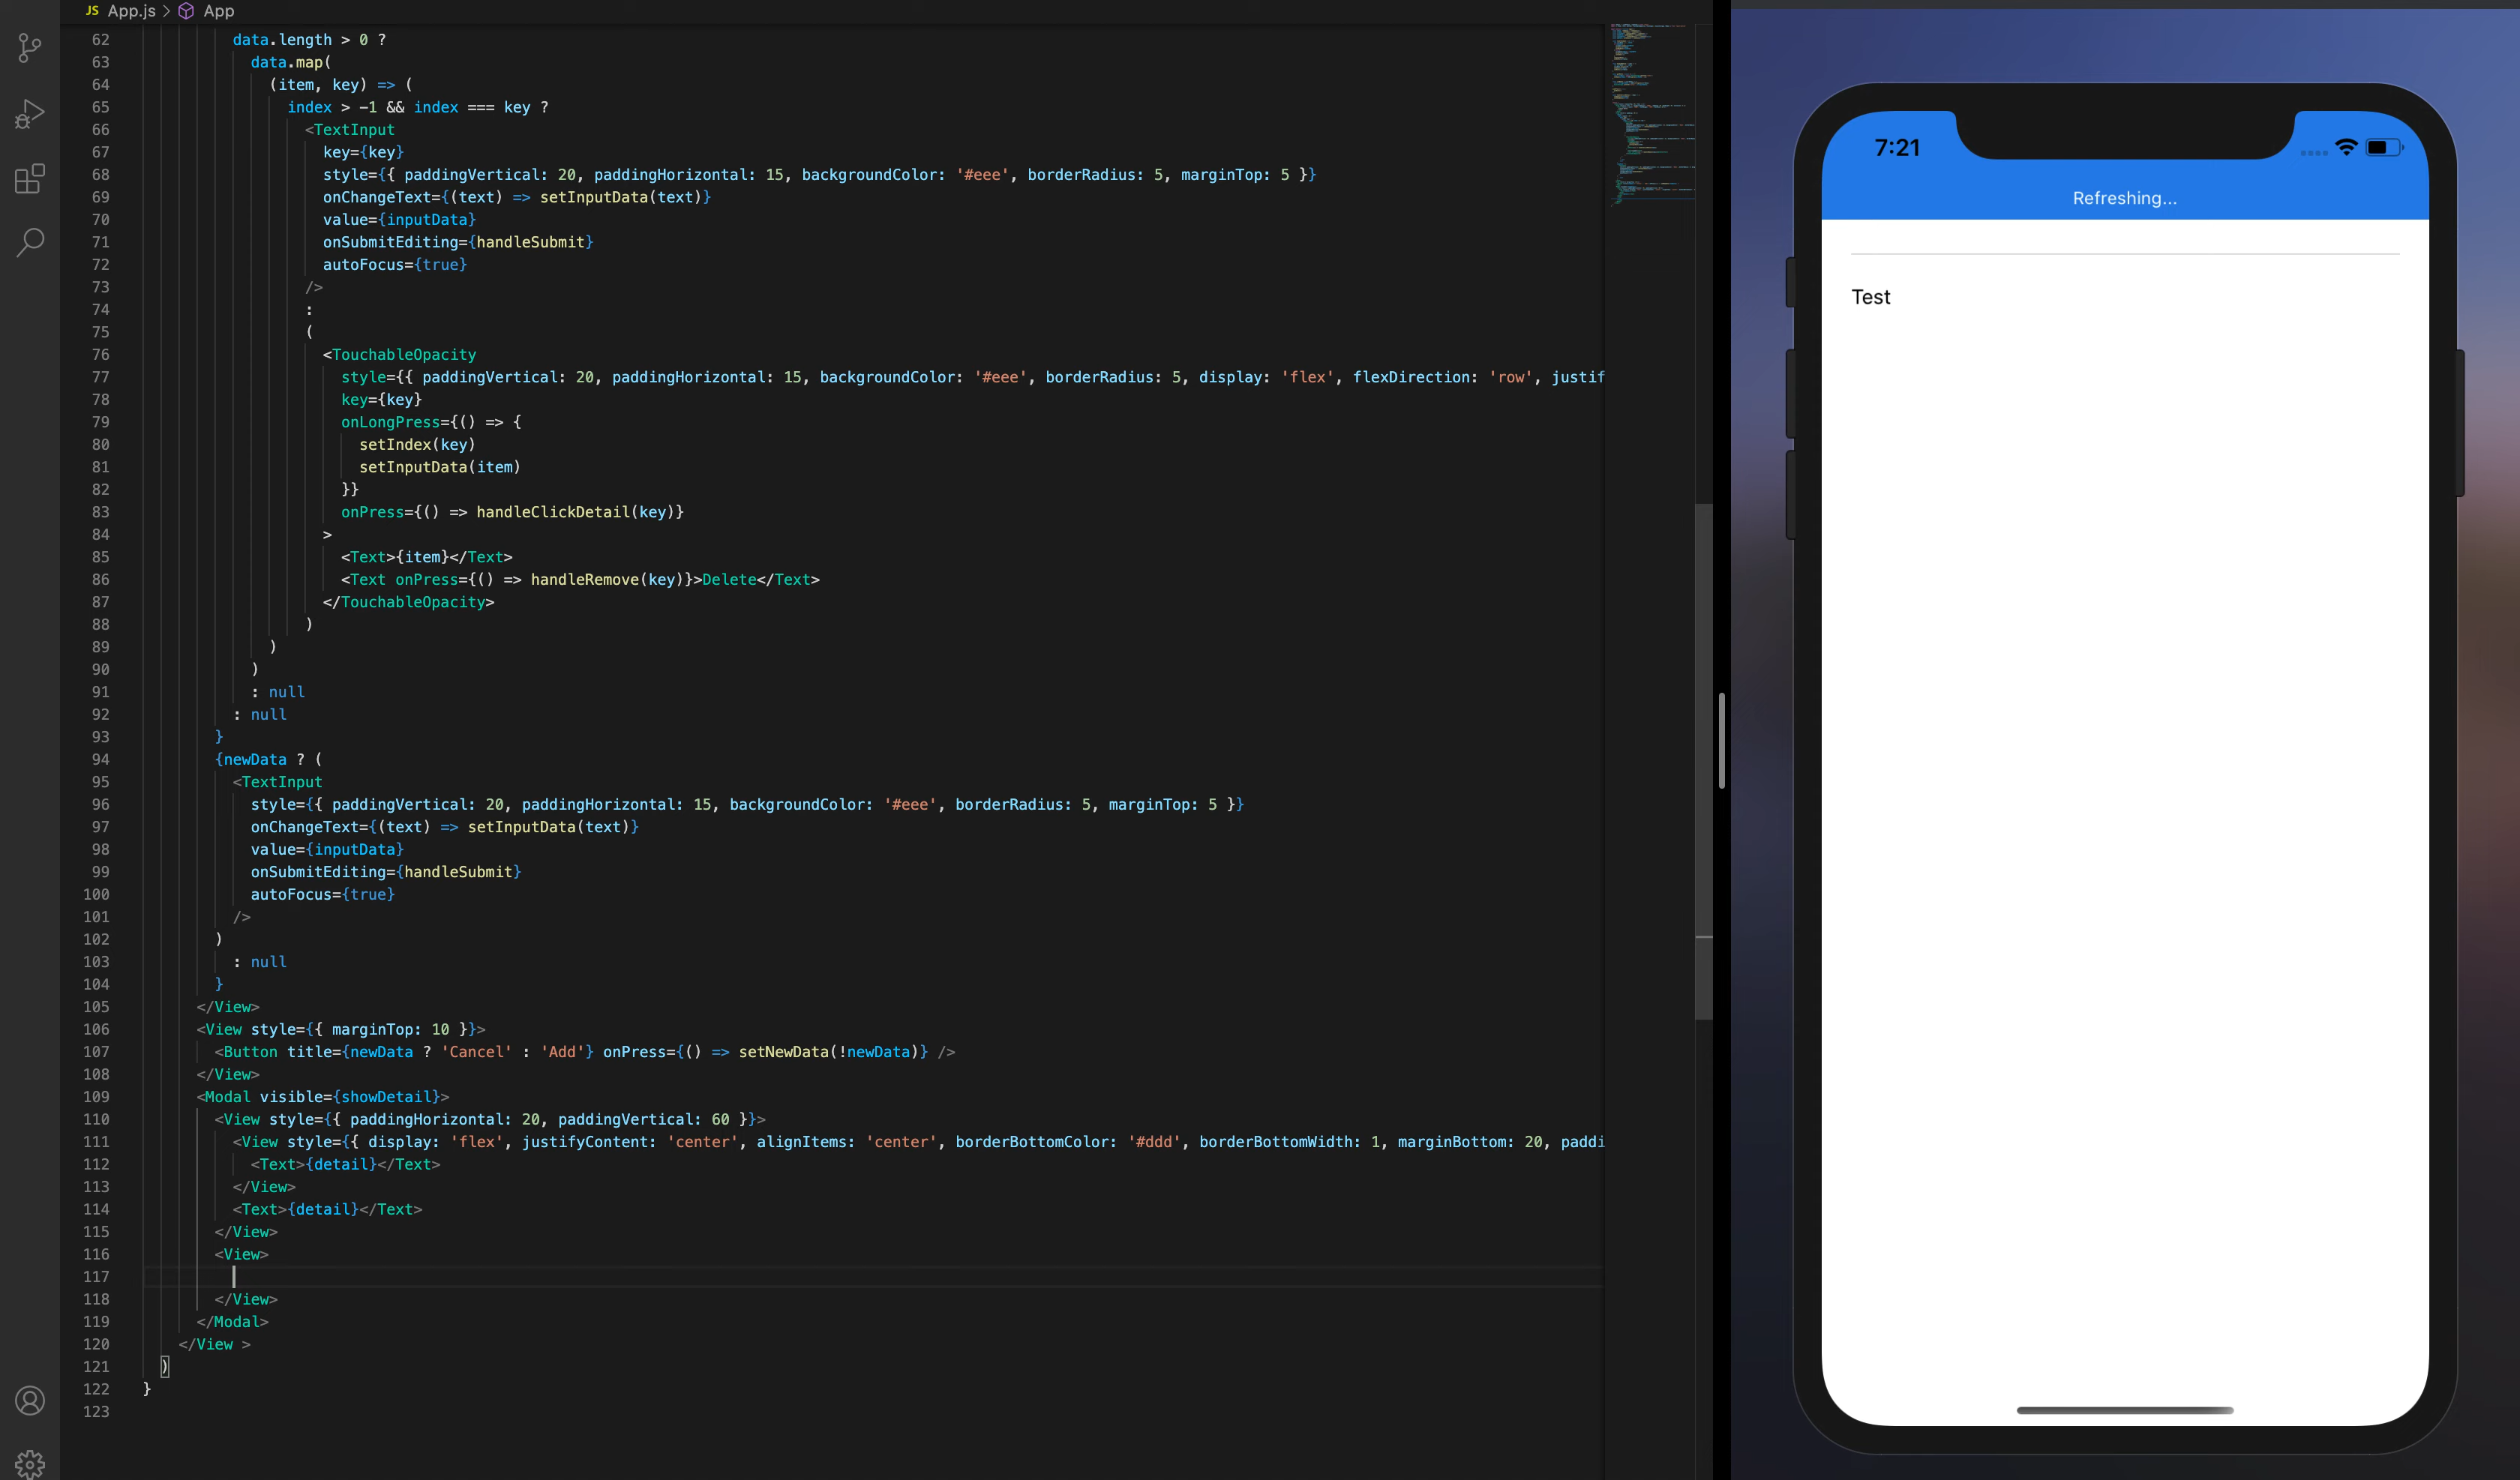 JS App.js > App
62 data.length > 0 ?
63 data.map(
64 (item, key) => (
65 index > -1 && index === key ?
66 <TextInput
67 key={key}
68 style={{ paddingVertical: 20, paddingHorizontal: 15, backgroundColor: '#eee', borderRadius: 5, marginTop: 5 }}
69 onChangeText={(text) => setInputData(text)}
70 value={inputData}
71 onSubmitEditing={handleSubmit}
72 autoFocus={true}
73 />
74 :
75 (
76 <TouchableOpacity
77 style={{ paddingVertical: 20, paddingHorizontal: 15, backgroundColor: '#eee', borderRadius: 5, display: 'flex', flexDirection: 'row', justif
78 key={key}
79 onLongPress={() => {
80 setIndex(key)
81 setInputData(item)
82 }}
83 onPress={() => handleClickDetail(key)}
84 >
85 <Text>{item}</Text>
86 <Text onPress={() => handleRemove(key)}>Delete</Text>
87 </TouchableOpacity>
88 )
89 )
90 )
91 : null
92 : null
93 }
94 {newData ? (
95 <TextInput
96 style={{ paddingVertical: 20, paddingHorizontal: 15, backgroundColor: '#eee', borderRadius: 5, marginTop: 5 }}
97 onChangeText={(text) => setInputData(text)}
98 value={inputData}
99 onSubmitEditing={handleSubmit}
100 autoFocus={true}
101 />
102 )
103 : null
104 }
105 </View>
106 <View style={{ marginTop: 10 }}>
107 <Button title={newData ? 'Cancel' : 'Add'} onPress={() => setNewData(!newData)} />
108 </View>
109 <Modal visible={showDetail}>
110 <View style={{ paddingHorizontal: 20, paddingVertical: 60 }}>
111 <View style={{ display: 'flex', justifyContent: 'center', alignItems: 'center', borderBottomColor: '#ddd', borderBottomWidth: 1, marginBottom: 20, paddi
112 <Text>{detail}</Text>
113 </View>
114 <Text>{detail}</Text>
115 </View>
116 <View>
117
118 </View>
119 </Modal>
120 </View >
121 )
122 }
123
7:21
Refreshing...
Test